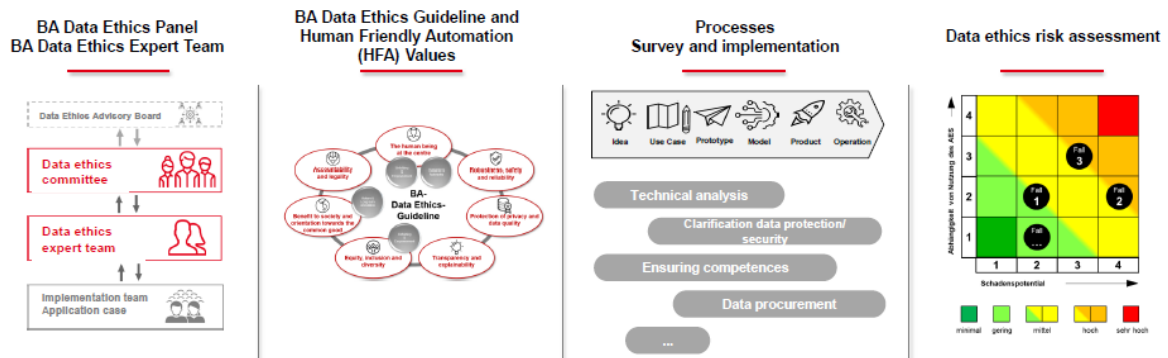 BA Data Ethics Panel
BA Data Ethics Expert Team
Data Ethics Advisory Board
Data ethics
committee
Data ethics
expert team
Implementation team
Application case
BA Data Ethics Guideline and
Human Friendly Automation
(HFA) Values
The human being
at the centre
Accountability
and legality
Robustness, safety
and reliability
BA-
Data Ethics-
Guideline
Benefit to society and
orientation towards the
common good
Protection of privacy and
data quality
Equity, inclusion and
diversity
Transparency and
explainability
Processes
Survey and implementation
Idea
Use Case
Prototype
Model
Product
Operation
Technical analysis
Clarification data protection/
security
Ensuring competences
Data procurement
...
Data ethics risk assessment
Abhängigkeit von Nutzung des AES
4
3
2
1
Fall
3
Fall
1
Fall
2
Fall
...
1
2
3
4
Schadenspotential
minimal
gering
mittel
hoch
sehr hoch